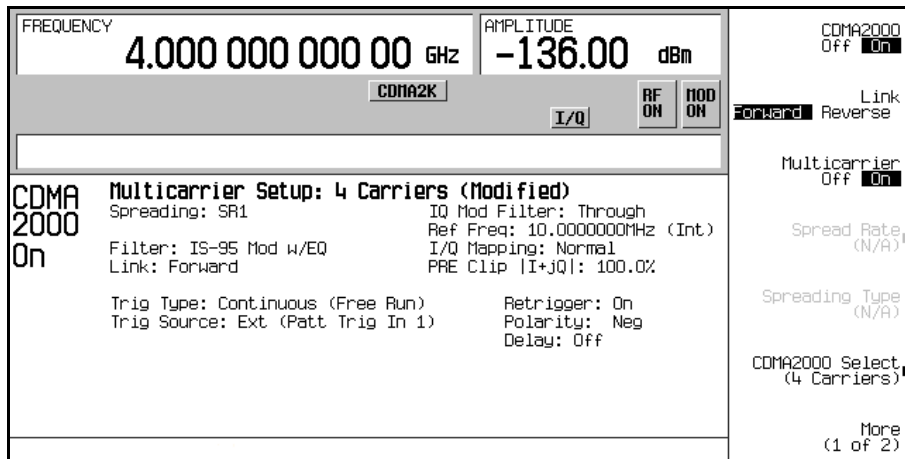 FREQUENCY
4.000 000 000 00 GHz
AMPLITUDE
-136.00 dBm
CDMA2K
I/Q
RF ON
MOD ON
CDMA 2000 On
Multicarrier Setup: 4 Carriers (Modified)
Spreading: SR1
IQ Mod Filter: Through
Ref Freq: 10.0000000MHz (Int)
Filter: IS-95 Mod w/EQ
I/Q Mapping: Normal
Link: Forward
PRE Clip |I+jQ|: 100.0%
Trig Type: Continuous (Free Run)
Retrigger: On
Trig Source: Ext (Patt Trig In 1)
Polarity: Neg
Delay: Off
CDMA2000
Off On
Link
Forward Reverse
Multicarrier
Off On
Spread Rate
(N/A)
Spreading Type
(N/A)
CDMA2000 Select
(4 Carriers)
More
(1 of 2)